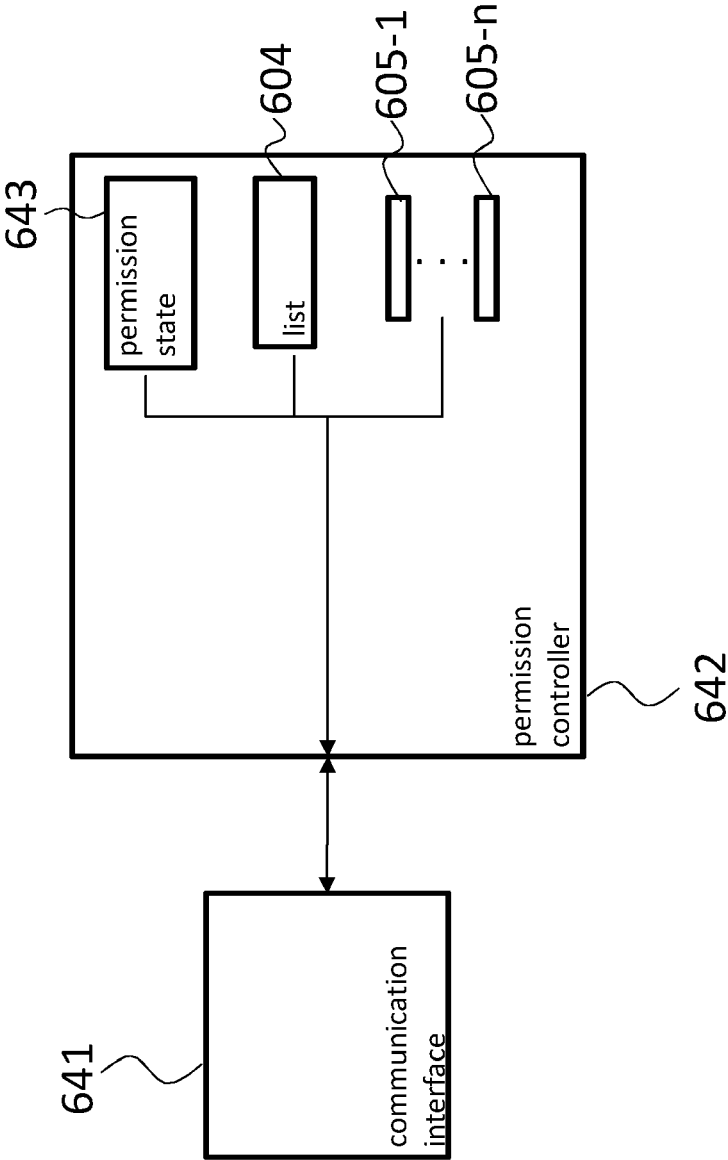 641
communication
interface
642
permission
controller
643
permission
state
604
list
605-1
. . .
605-n